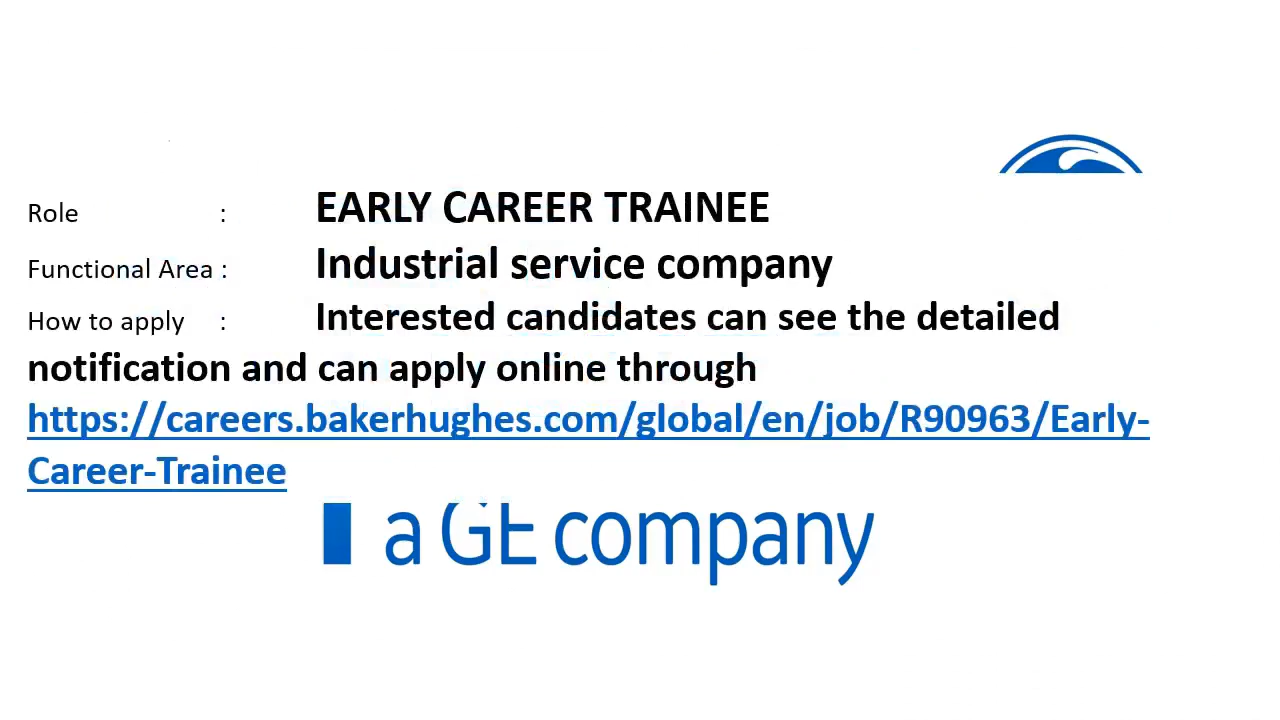 Role : EARLY CAREER TRAINEE
Functional Area : Industrial service company
How to apply : Interested candidates can see the detailed
notification and can apply online through
https://careers.bakerhughes.com/global/en/job/R90963/Early-
Career-Trainee
a GE company